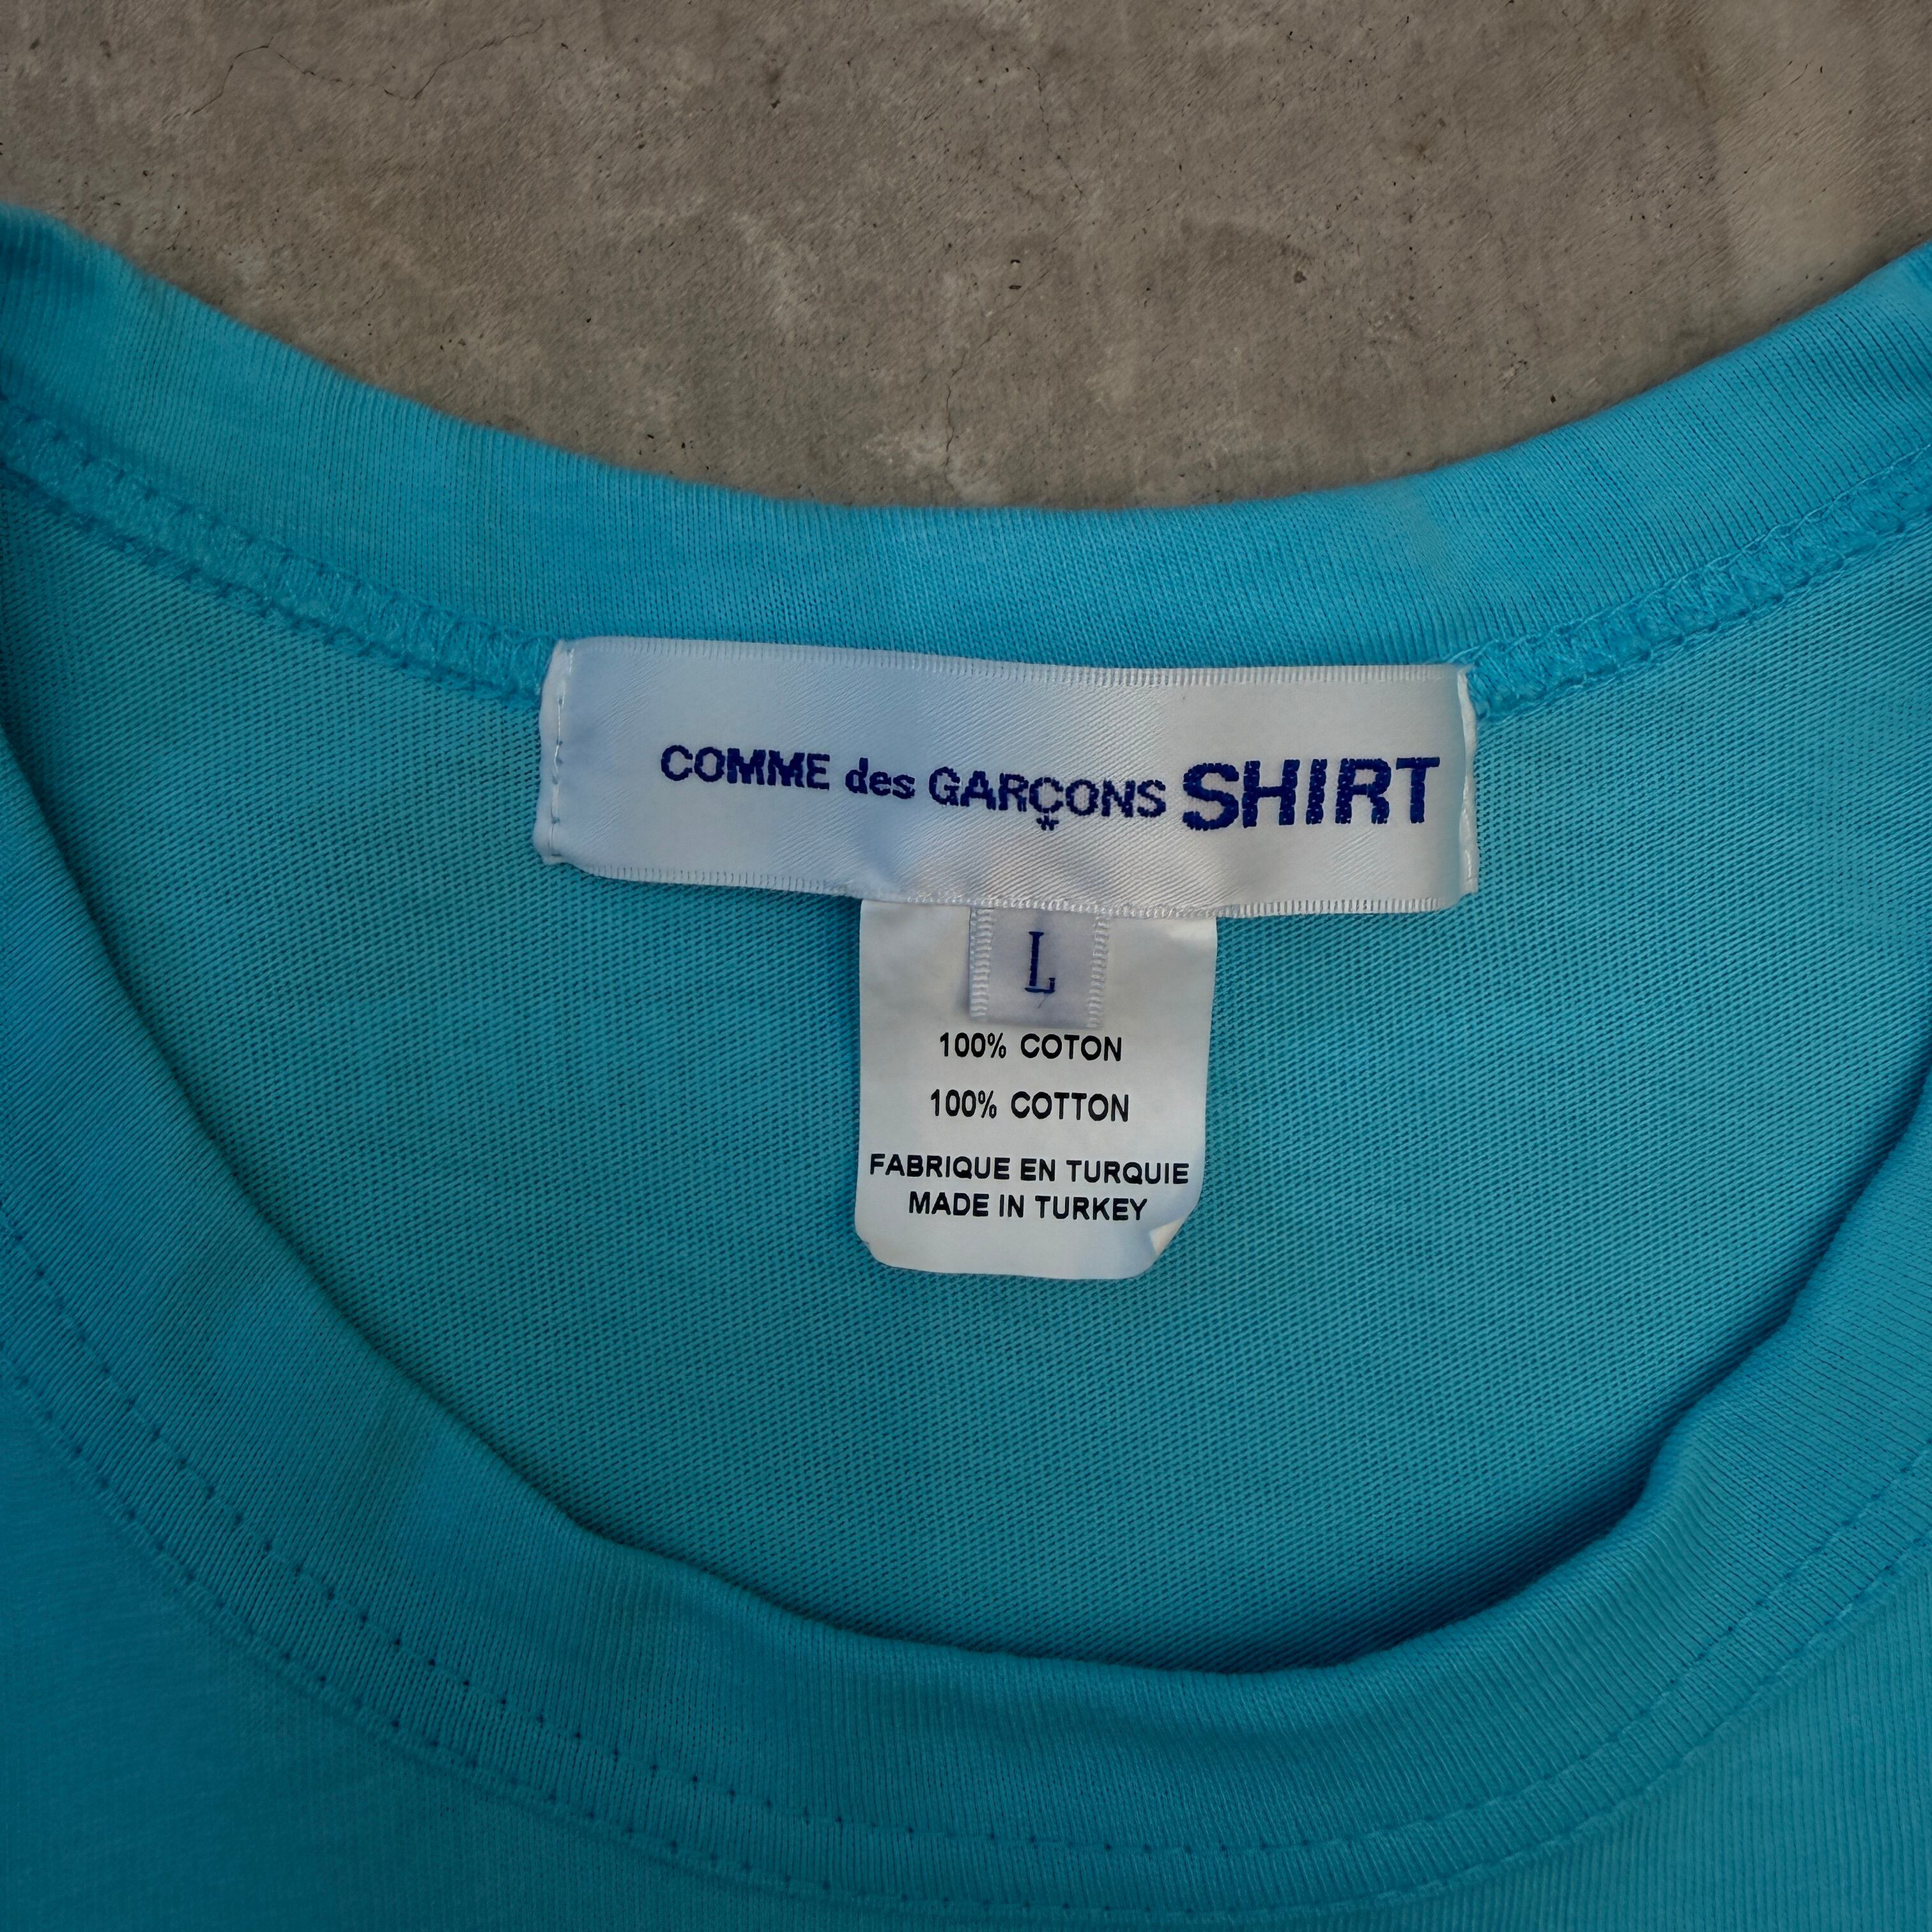 COMME des GARÇONS SHIRT
L
100% COTON
100% COTTON
FABRIQUE EN TURQUIE
MADE IN TURKEY